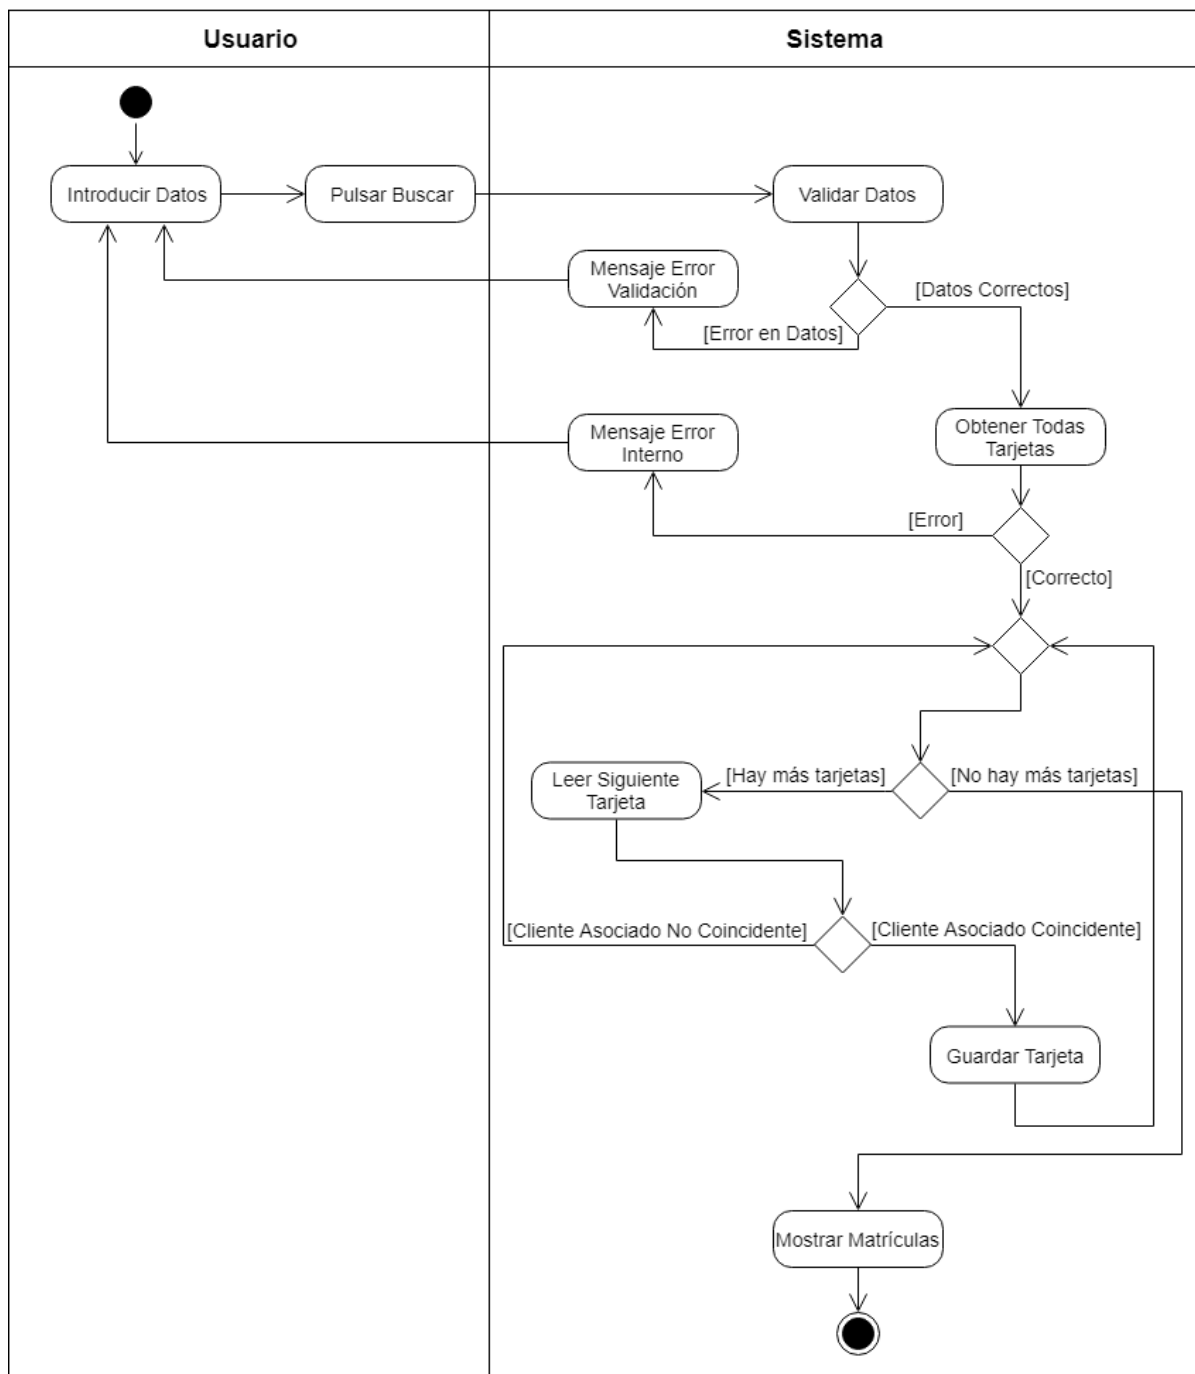 Usuario
Sistema
Introducir Datos
Pulsar Buscar
Validar Datos
Mensaje Error
Validación
[Datos Correctos]
[Error en Datos]
Mensaje Error
Interno
Obtener Todas
Tarjetas
[Error]
[Correcto]
Leer Siguiente
Tarjeta
[Hay más tarjetas]
[No hay más tarjetas]
[Cliente Asociado No Coincidente]
[Cliente Asociado Coincidente]
Guardar Tarjeta
Mostrar Matrículas